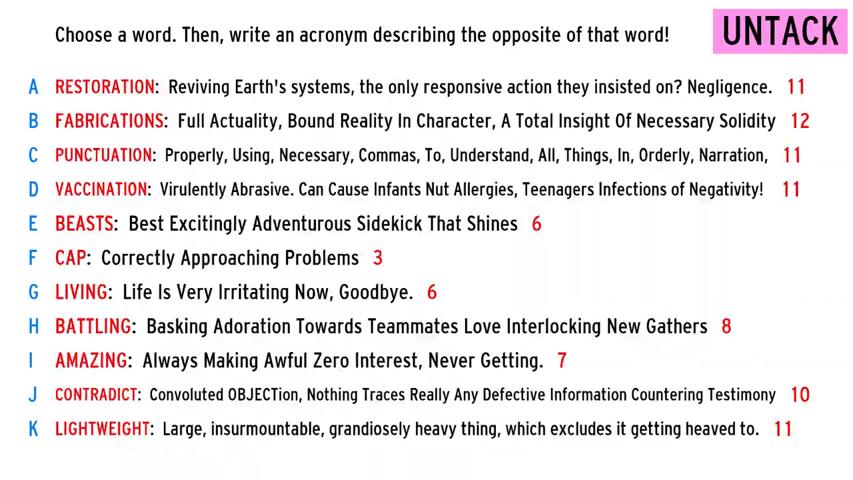 Choose a word. Then, write an acronym describing the opposite of that word!
UNTACK
A RESTORATION: Reviving Earth's systems, the only responsive action they insisted on? Negligence. 11
B FABRICATIONS: Full Actuality, Bound Reality In Character, A Total Insight Of Necessary Solidity 12
C PUNCTUATION: Properly, Using, Necessary, Commas, To, Understand, All, Things, In, Orderly, Narration, 11
D VACCINATION: Virulently Abrasive. Can Cause Infants Nut Allergies, Teenagers Infections of Negativity! 11
E BEASTS: Best Excitingly Adventurous Sidekick That Shines 6
F CAP: Correctly Approaching Problems 3
G LIVING: Life Is Very Irritating Now, Goodbye. 6
H BATTLING: Basking Adoration Towards Teammates Love Interlocking New Gathers 8
I AMAZING: Always Making Awful Zero Interest, Never Getting. 7
J CONTRADICT: Convoluted OBJECTion, Nothing Traces Really Any Defective Information Countering Testimony 10
K LIGHTWEIGHT: Large, insurmountable, grandiosely heavy thing, which excludes it getting heaved to. 11